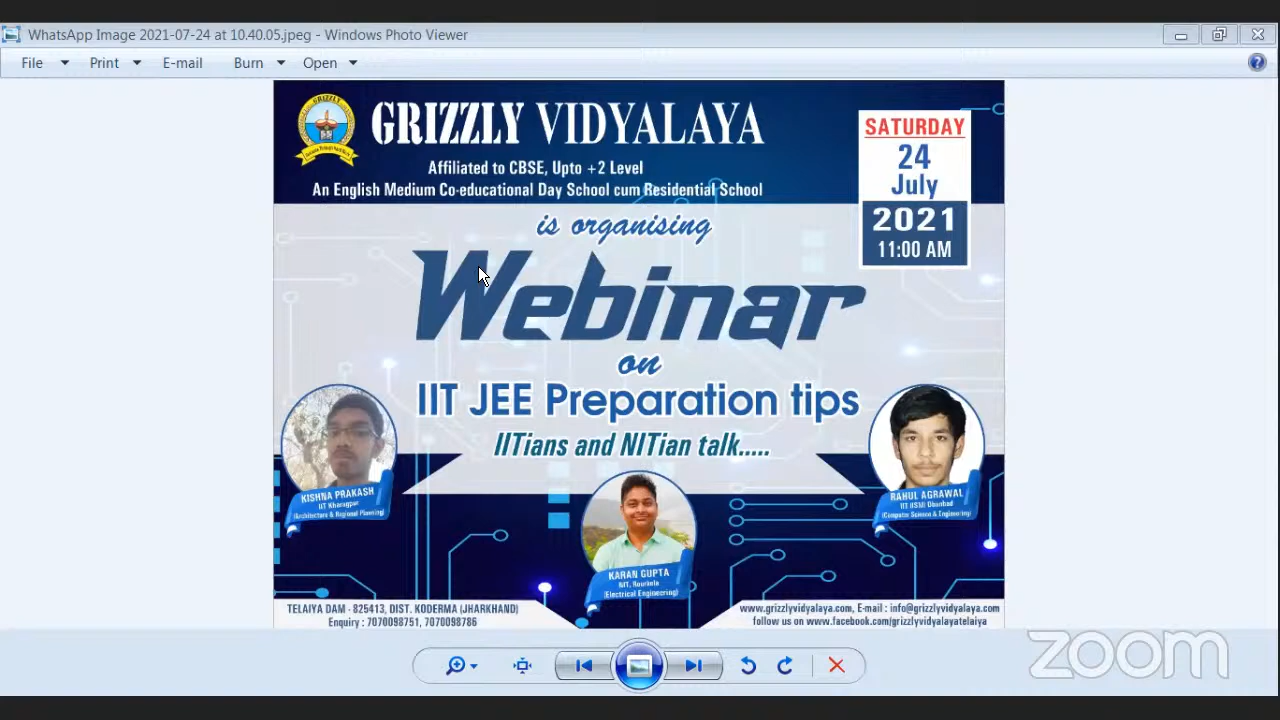 WhatsApp Image 2021-07-24 at 10.40.05.jpeg - Windows Photo Viewer
File Print E-mail Burn Open
GRIZZLY
GRIZZLY VIDYALAYA
Affiliated to CBSE, Upto +2 Level
An English Medium Co-educational Day School cum Residential School
SATURDAY
24
July
2021
11:00 AM
is organising
Webinar
on
IIT JEE Preparation tips
IITians and NITian talk.....
KISHNA PRAKASH
IIT Kharagpur
(Architecture & Regional Planning)
KARAN GUPTA
NIT, Rourkela
(Electrical Engineering)
RAHUL AGRAWAL
IIT (ISM) Dhanbad
(Computer Science & Engineering)
TELAIYA DAM - 825413, DIST. KODERMA (JHARKHAND)
Enquiry : 7070098751, 7070098786
www.grizzlyvidyalaya.com, E-mail : info@grizzlyvidyalaya.com
follow us on www.facebook.com/grizzlyvidyalayatelaiya
zoom